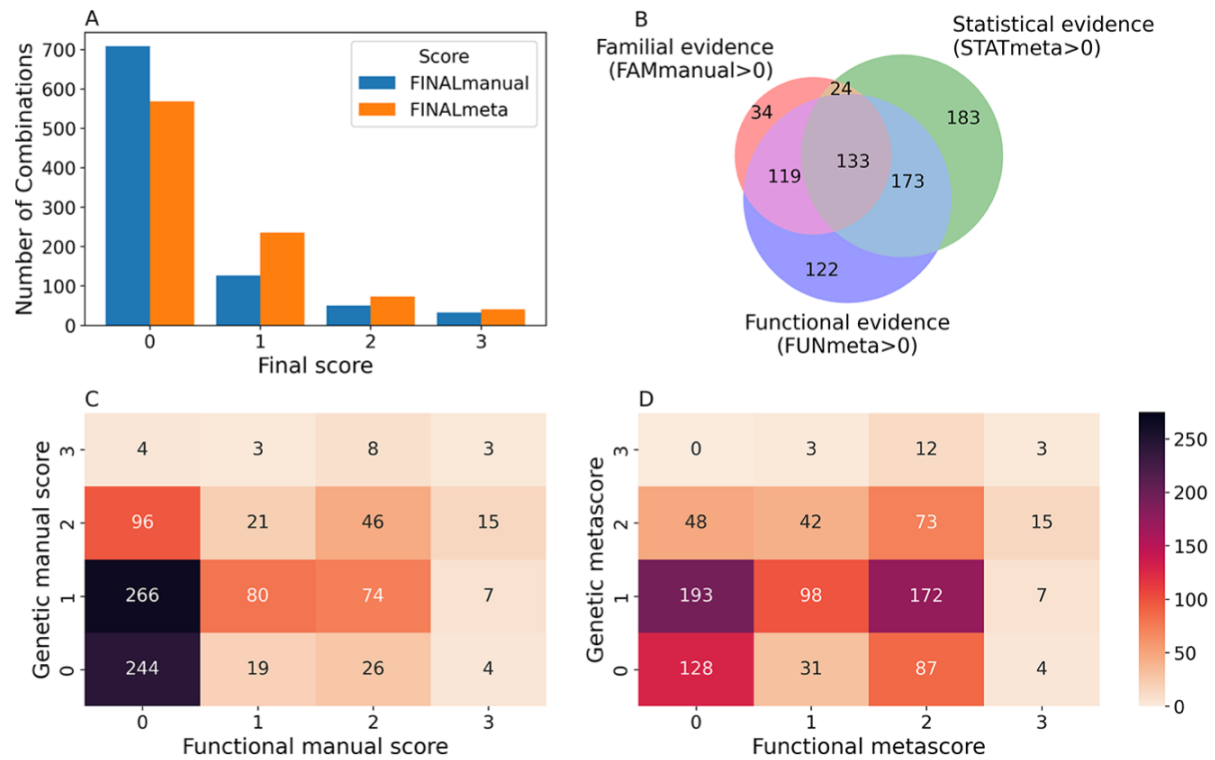 A
Number of Combinations
700
600
500
400
300
200
100
0
Score
FINALmanual
FINALmeta
0 1 2 3
Final score
B
Familial evidence
(FAMmanual>0)
Statistical evidence
(STATmeta>0)
34
24
183
119
133
173
122
Functional evidence
(FUNmeta>0)
C
Genetic manual score
3 4 3 8 3
2 96 21 46 15
1 266 80 74 7
0 244 19 26 4
0 1 2 3
Functional manual score
D
Genetic metascore
3 0 3 12 3
2 48 42 73 15
1 193 98 172 7
0 128 31 87 4
0 1 2 3
Functional metascore
250
200
150
100
50
0